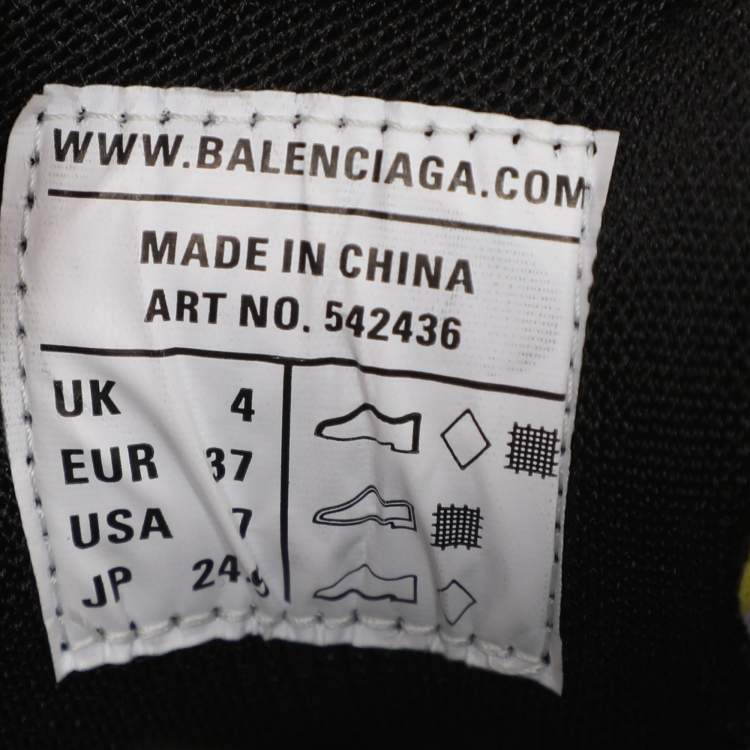 WWW.BALENCIAGA.COM
MADE IN CHINA
ART NO. 542436
UK 4
EUR 37
USA 7
JP